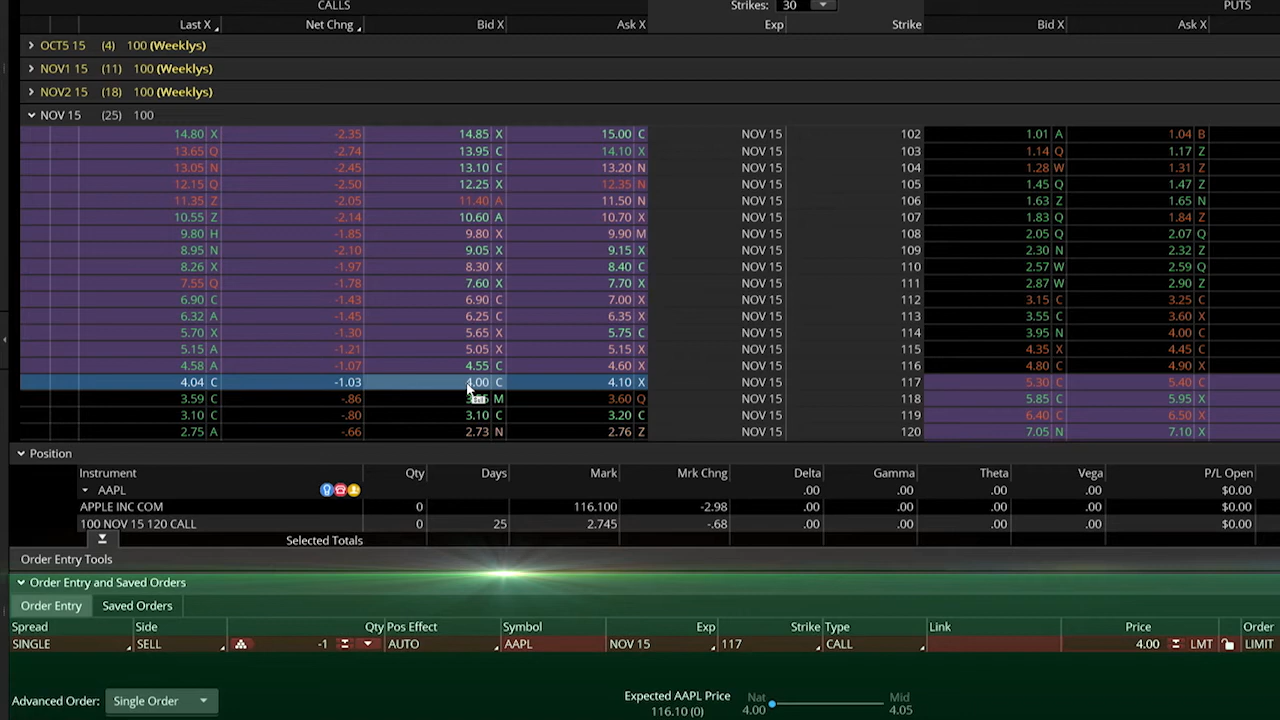 CALLS Strikes: 30 PUTS
Last X Net Chng Bid X Ask X Exp Strike Bid X Ask X
OCT5 15 (4) 100 (Weeklys)
NOV1 15 (11) 100 (Weeklys)
NOV2 15 (18) 100 (Weeklys)
NOV 15 (25) 100
14.80 X -2.35 14.85 X 15.00 C NOV 15 102 1.01 A 1.04 B
13.65 Q -2.74 13.95 C 14.10 X NOV 15 103 1.14 Q 1.17 Z
13.05 N -2.45 13.10 C 13.20 N NOV 15 104 1.28 W 1.31 Z
12.15 Q -2.50 12.25 X 12.35 N NOV 15 105 1.45 Q 1.47 Z
11.35 Z -2.05 11.40 A 11.50 N NOV 15 106 1.63 Z 1.65 N
10.55 Z -2.14 10.60 A 10.70 X NOV 15 107 1.83 Q 1.84 Z
9.80 H -1.85 9.80 X 9.90 M NOV 15 108 2.05 Q 2.07 Q
8.95 N -2.10 9.05 X 9.15 X NOV 15 109 2.30 N 2.32 Z
8.26 X -1.97 8.30 X 8.40 C NOV 15 110 2.57 W 2.59 Q
7.55 Q -1.78 7.60 X 7.70 X NOV 15 111 2.87 W 2.90 Z
6.90 C -1.43 6.90 C 7.00 X NOV 15 112 3.15 C 3.25 C
6.32 A -1.45 6.25 C 6.35 X NOV 15 113 3.55 C 3.60 X
5.70 X -1.30 5.65 X 5.75 C NOV 15 114 3.95 N 4.00 C
5.15 A -1.21 5.05 X 5.15 X NOV 15 115 4.35 X 4.45 C
4.58 A -1.07 4.55 C 4.60 X NOV 15 116 4.80 C 4.90 X
4.04 C -1.03 4.00 C 4.10 X NOV 15 117 5.30 C 5.40 C
3.59 C -.86 M 3.60 Q NOV 15 118 5.85 C 5.95 X
3.10 C -.80 3.10 C 3.20 C NOV 15 119 6.40 C 6.50 X
2.75 A -.66 2.73 N 2.76 Z NOV 15 120 7.05 N 7.10 X
Position
Instrument Qty Days Mark Mrk Chng Delta Gamma Theta Vega P/L Open
AAPL .00 .00 .00 .00 $0.00
APPLE INC COM 0 116.100 -2.98 .00 .00 .00 .00 $0.00
100 NOV 15 120 CALL 0 25 2.745 -.68 .00 .00 .00 .00 $0.00
Selected Totals
Order Entry Tools
Order Entry and Saved Orders
Order Entry Saved Orders
Spread Side Qty Pos Effect Symbol Exp Strike Type Link Price Order
SINGLE SELL -1 AUTO AAPL NOV 15 117 CALL 4.00 LMT LIMIT
Advanced Order: Single Order Expected AAPL Price Nat Mid
116.10 (0) 4.00 4.05